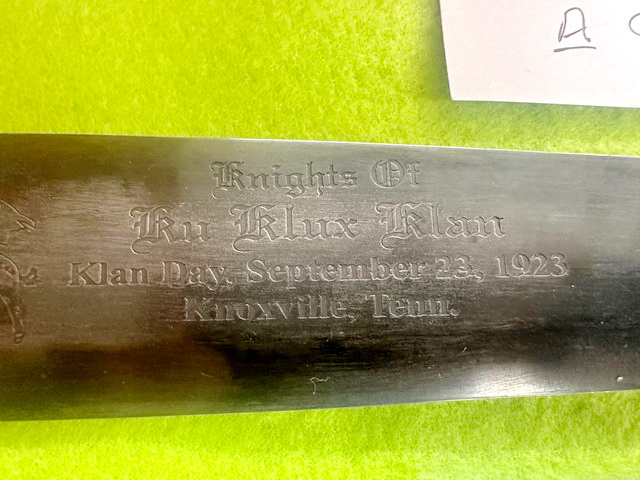 A
Knights Of
Ku Klux Klan
Klan Day, September 23, 1923
Knoxville, Tenn.